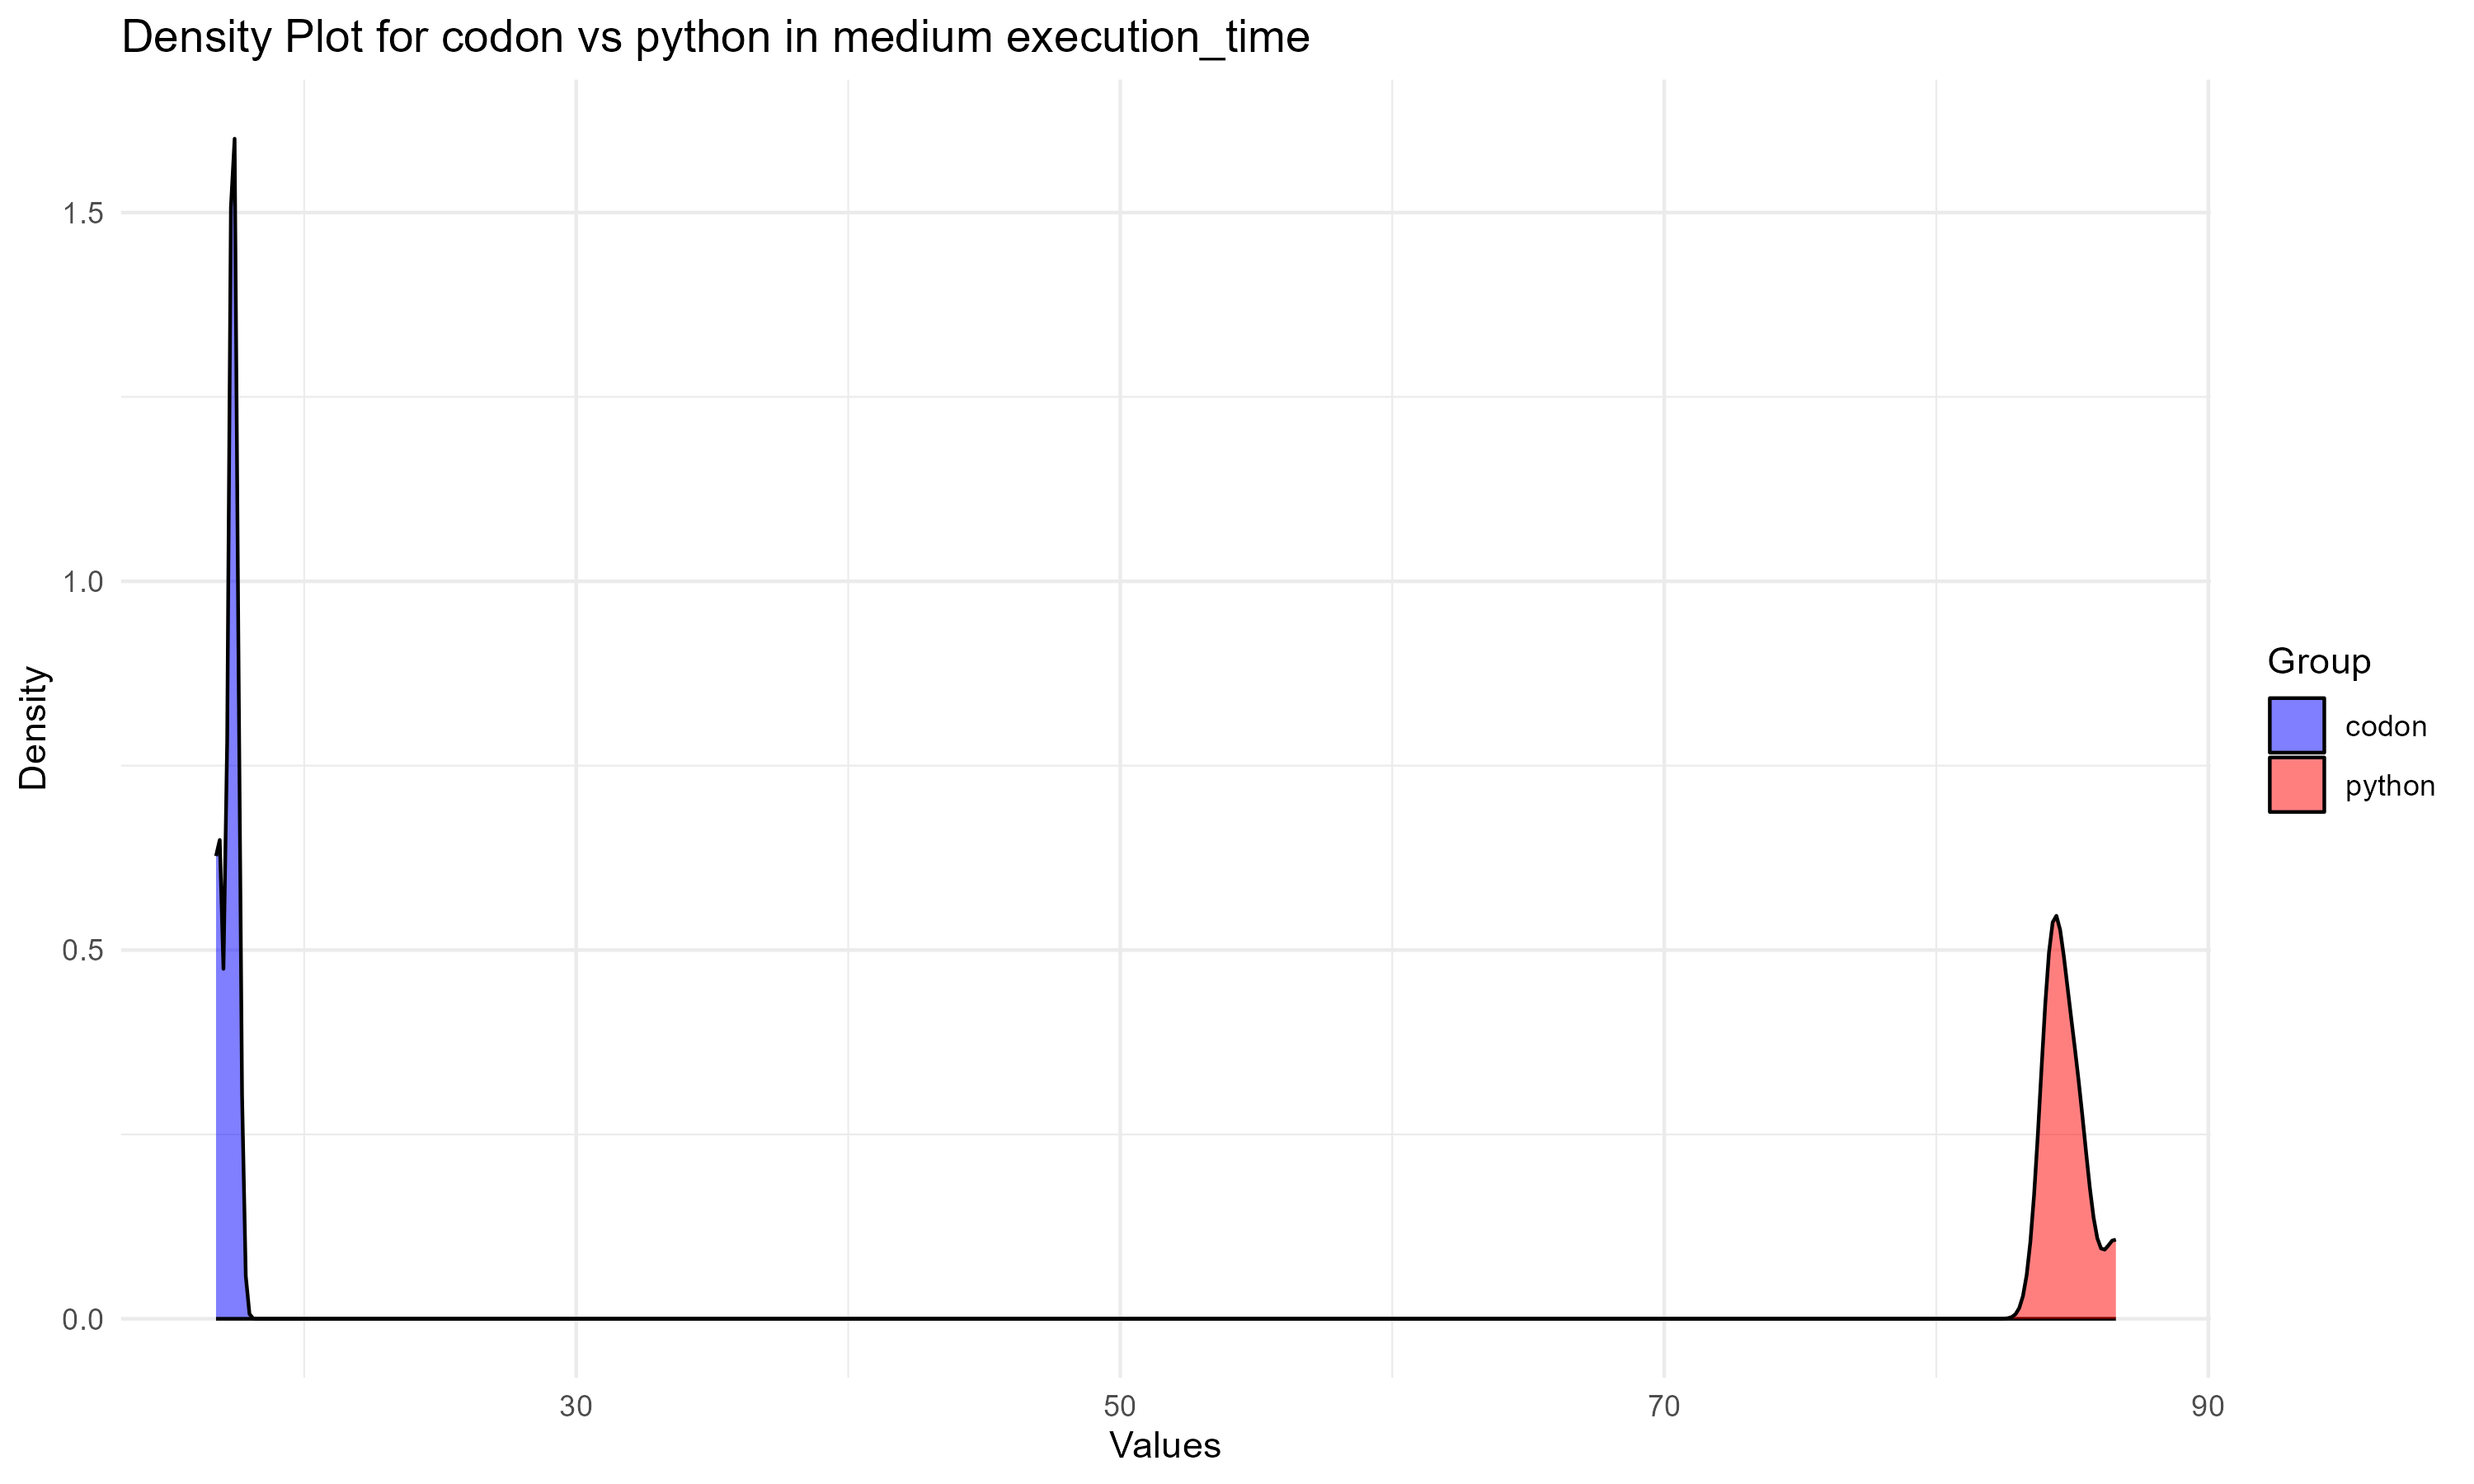 Density Plot for codon vs python in medium execution_time
1.5
1.0
0.5
0.0
Density
30 50 70 90
Values
Group
codon
python